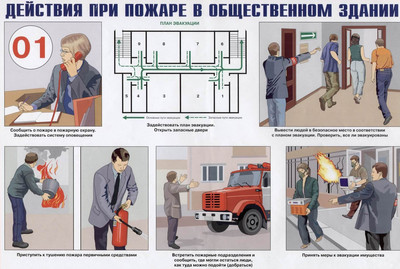 ДЕЙСТВИЯ ПРИ ПОЖАРЕ В ОБЩЕСТВЕННОМ ЗДАНИИ
01
Сообщить о пожаре в пожарную охрану.
Задействовать систему оповещения
ПЛАН ЭВАКУАЦИИ
Задействовать план эвакуации.
Открыть запасные двери
Вывести людей в безопасное место в соответствии
с планом эвакуации. Проверить, все ли эвакуированы
Приступить к тушению пожара первичными средствами
Встретить пожарные подразделения и
сообщить, где могли остаться люди,
как туда можно подойти (добраться)
Принять меры к эвакуации имущества